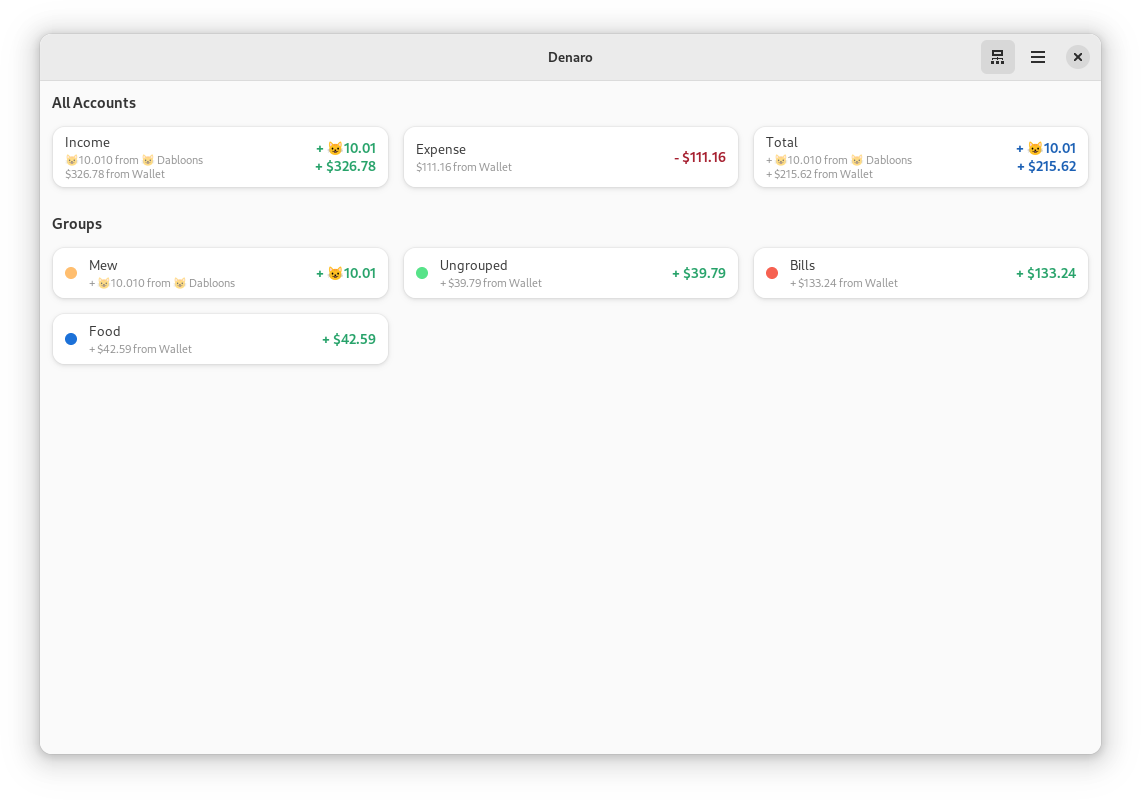 Denaro
All Accounts
Income
😺10.010 from 😺 Dabloons
$326.78 from Wallet
+ 😺10.01
+ $326.78
Expense
$111.16 from Wallet
- $111.16
Total
+ 😺10.010 from 😺 Dabloons
+ $215.62 from Wallet
+ 😺10.01
+ $215.62
Groups
Mew
+ 😺10.010 from 😺 Dabloons
+ 😺10.01
Ungrouped
+ $39.79 from Wallet
+ $39.79
Bills
+ $133.24 from Wallet
+ $133.24
Food
+ $42.59 from Wallet
+ $42.59